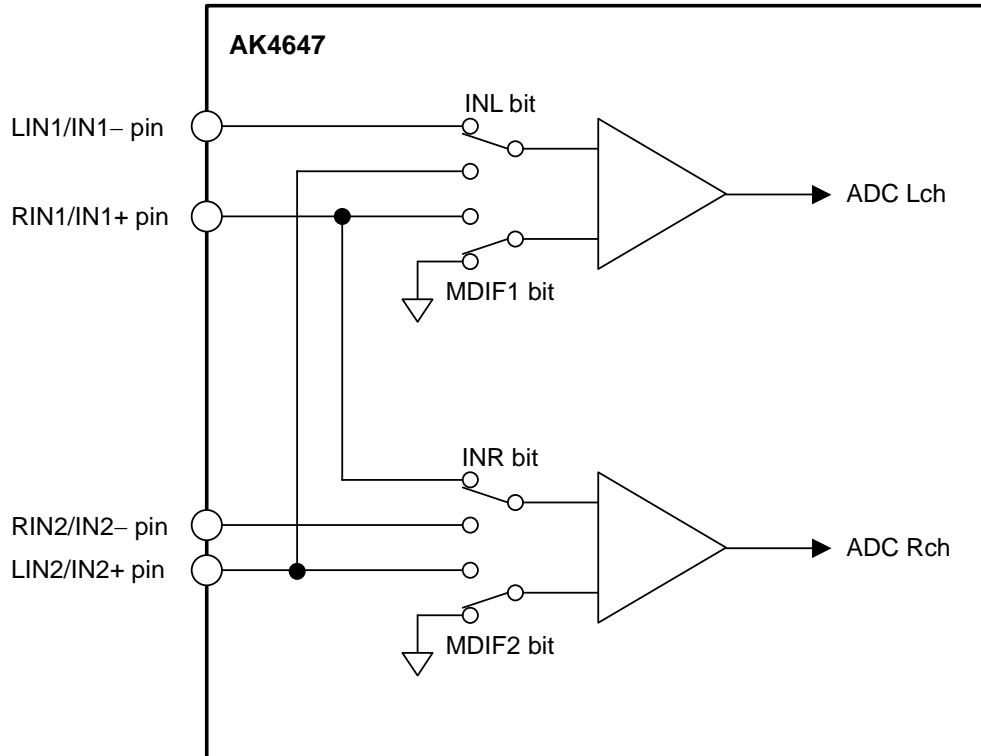 AK4647
INL bit
LIN1/IN1− pin
ADC Lch
RIN1/IN1+ pin
MDIF1 bit
INR bit
RIN2/IN2− pin
ADC Rch
LIN2/IN2+ pin
MDIF2 bit